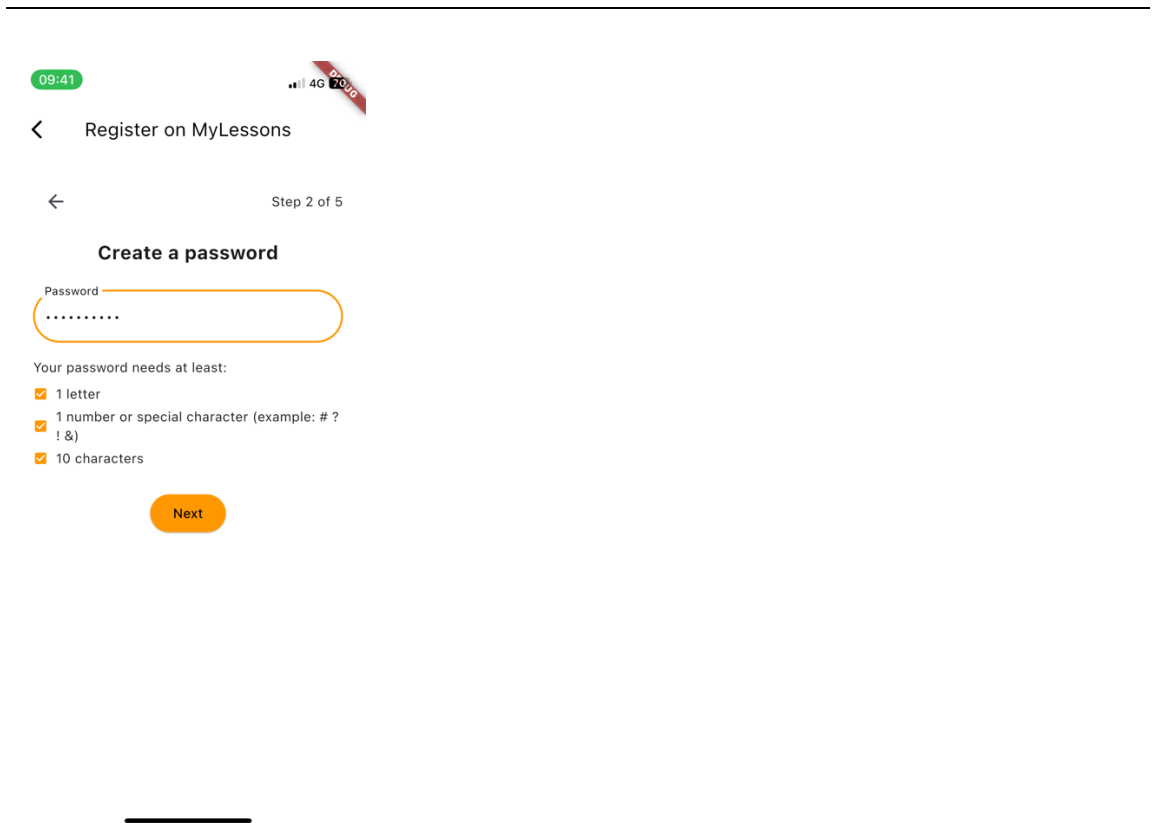 09:41
4G 70
DEBUG
Register on MyLessons
Step 2 of 5
Create a password
Password
··········
Your password needs at least:
1 letter
1 number or special character (example: # ?
! &)
10 characters
Next